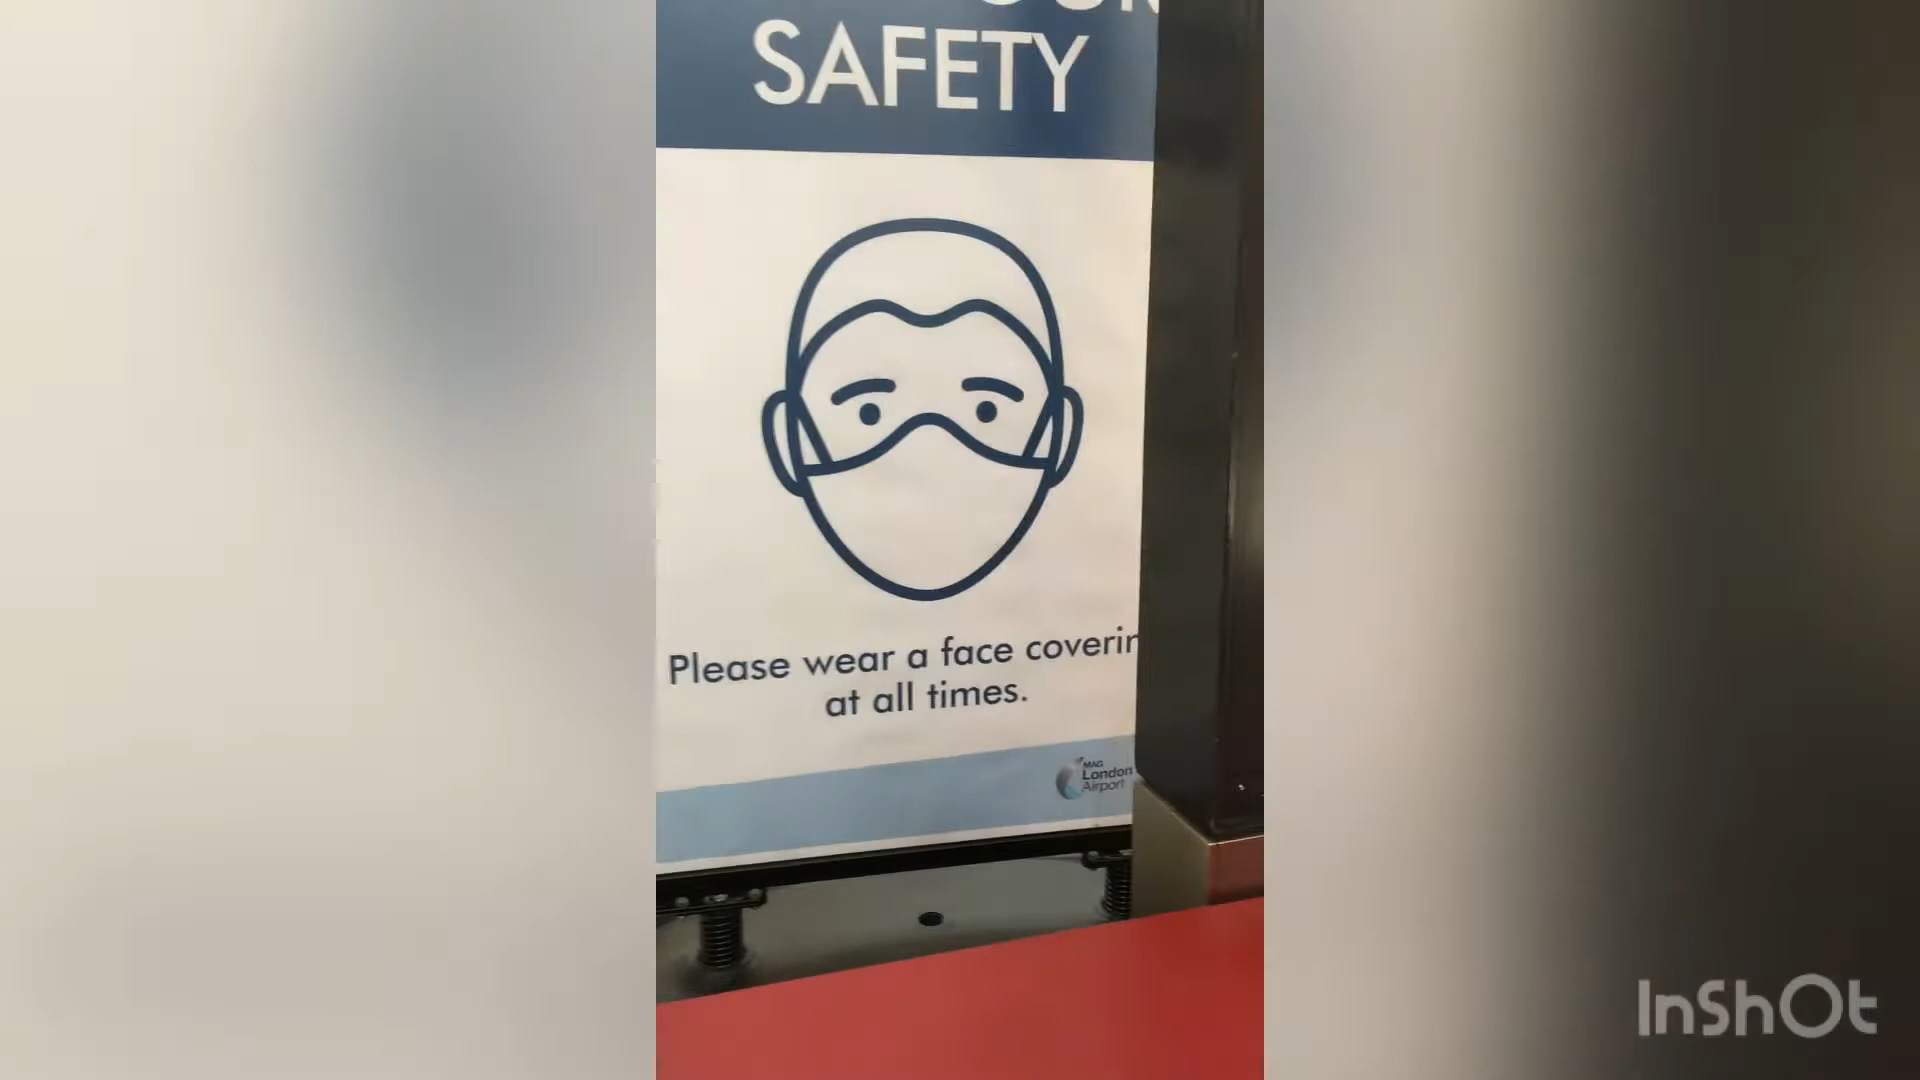 SAFETY
Please wear a face coverin
at all times.
MAG
London
Airport
InShOt